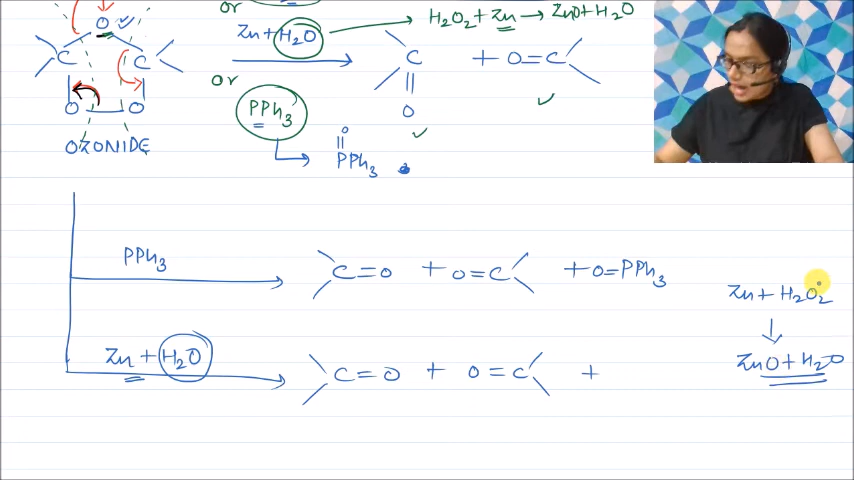 or
Zn + H2O
H2O2 + Zn → ZnO + H2O
O
C
C
O
O
OZONIDE
or
PPh3
C
O
+ O=C
O
PPh3
PPh3
C=O + O=C + O=PPh3
Zn + H2O2
ZnO + H2O
Zn + H2O
C=O + O=C +